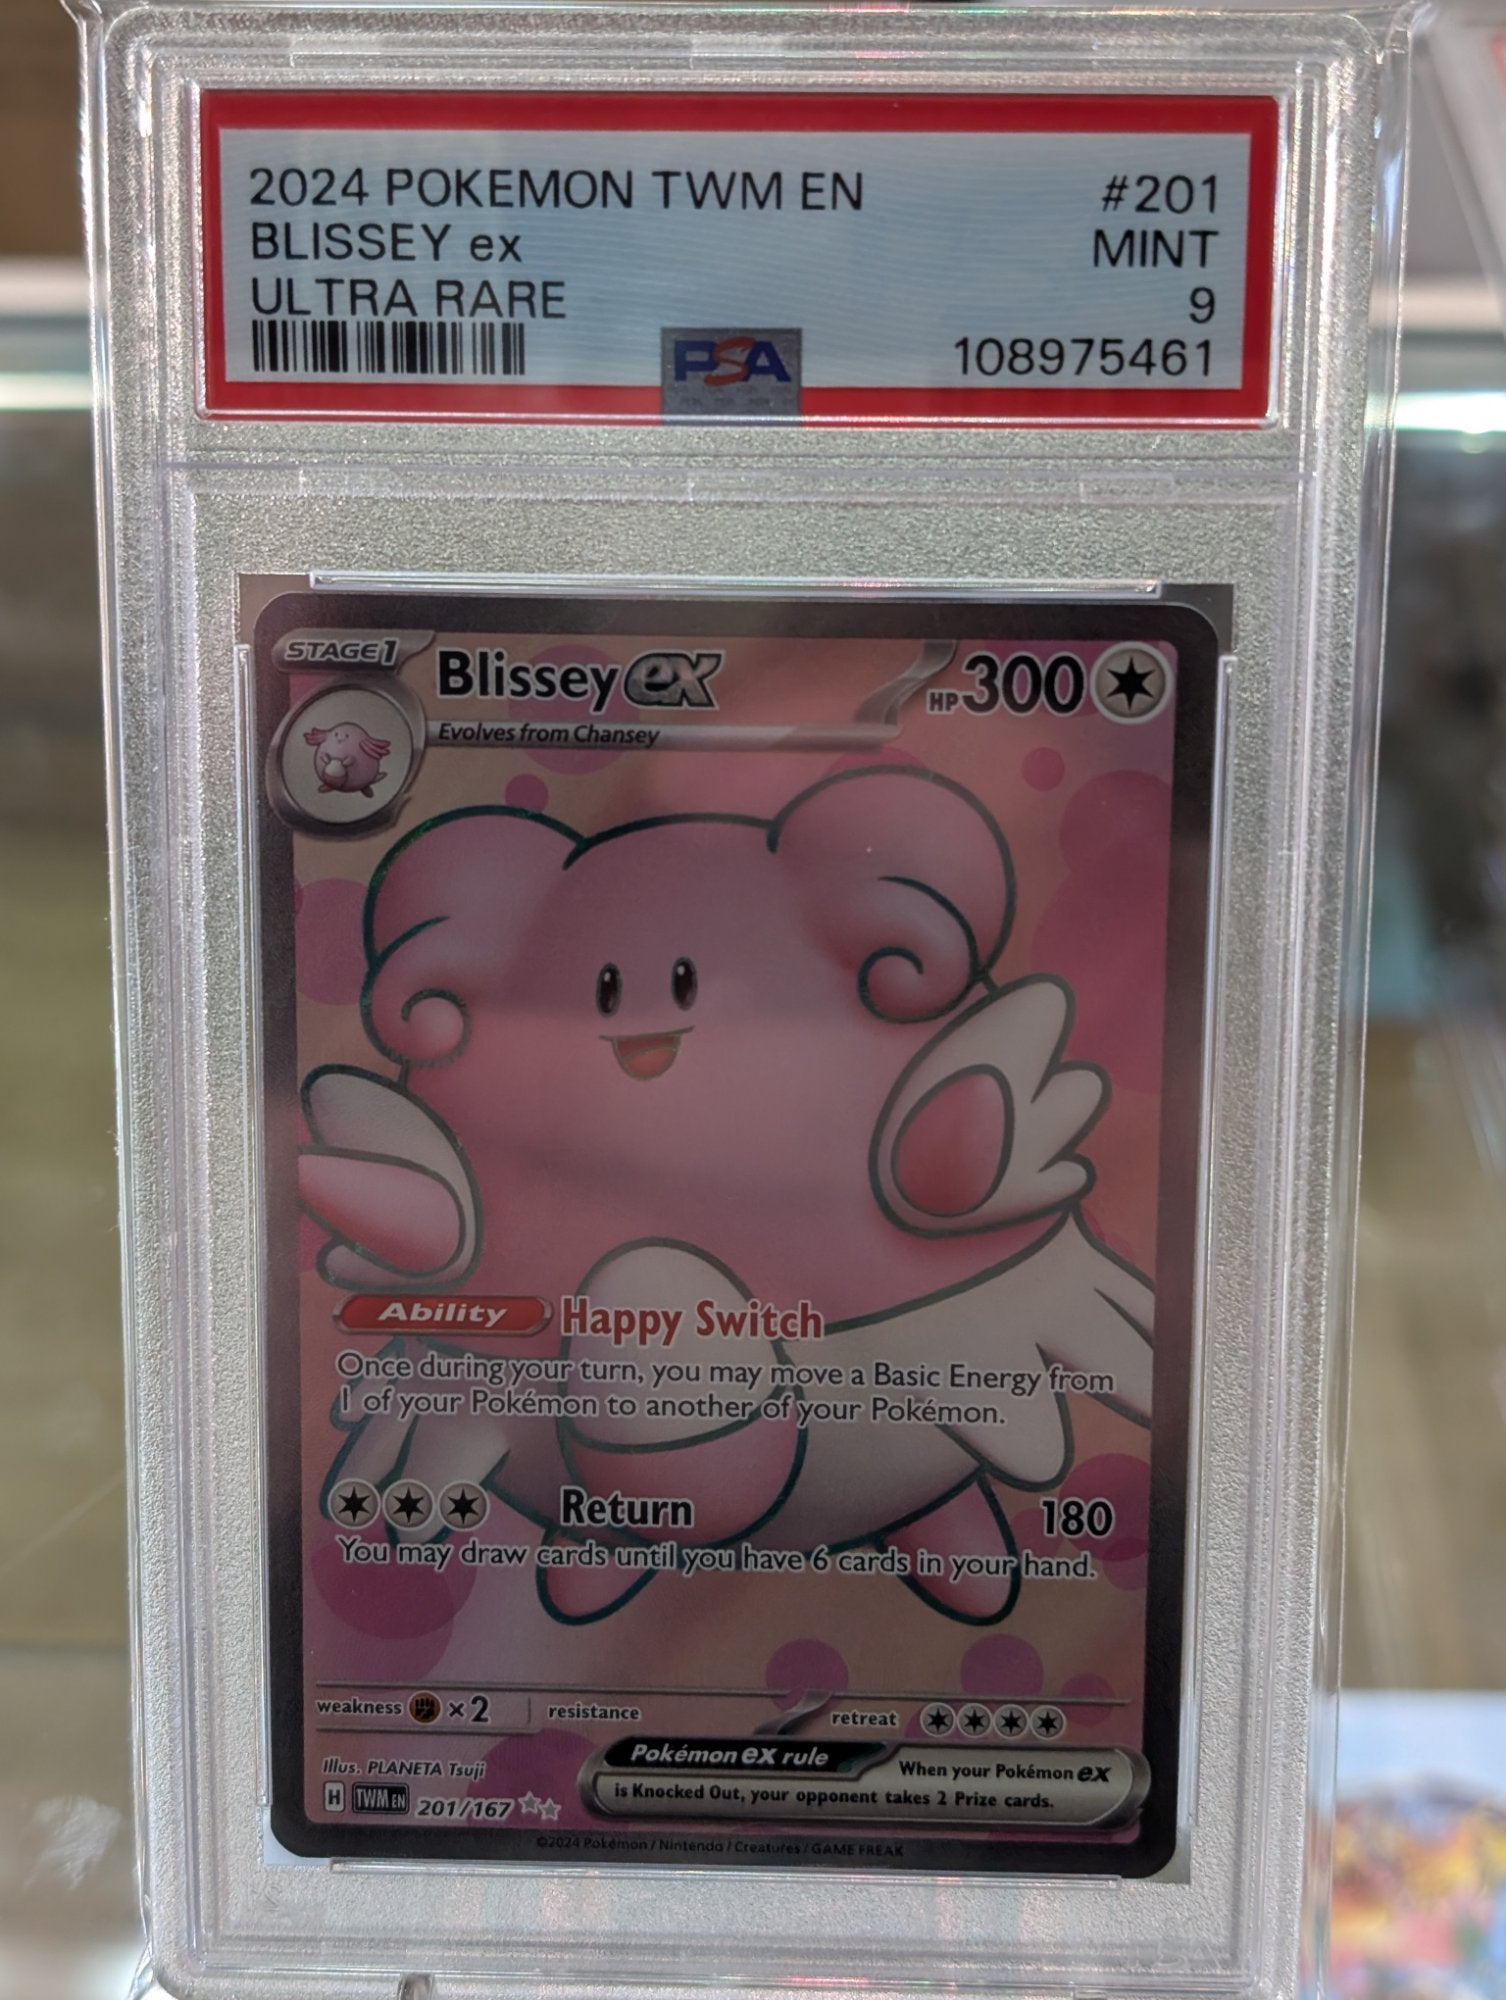 2024 POKEMON TWM EN #201
BLISSEY ex MINT
ULTRA RARE 9
PSA 108975461
STAGE 1 Blissey ex HP 300
Evolves from Chansey
Ability Happy Switch
Once during your turn, you may move a Basic Energy from
1 of your Pokémon to another of your Pokémon.
Return 180
You may draw cards until you have 6 cards in your hand.
weakness ×2 resistance retreat
Pokémon ex rule When your Pokémon ex
is Knocked Out, your opponent takes 2 Prize cards.
Illus. PLANETA Tsuji
H TWM EN 201/167
©2024 Pokémon / Nintendo / Creatures / GAME FREAK